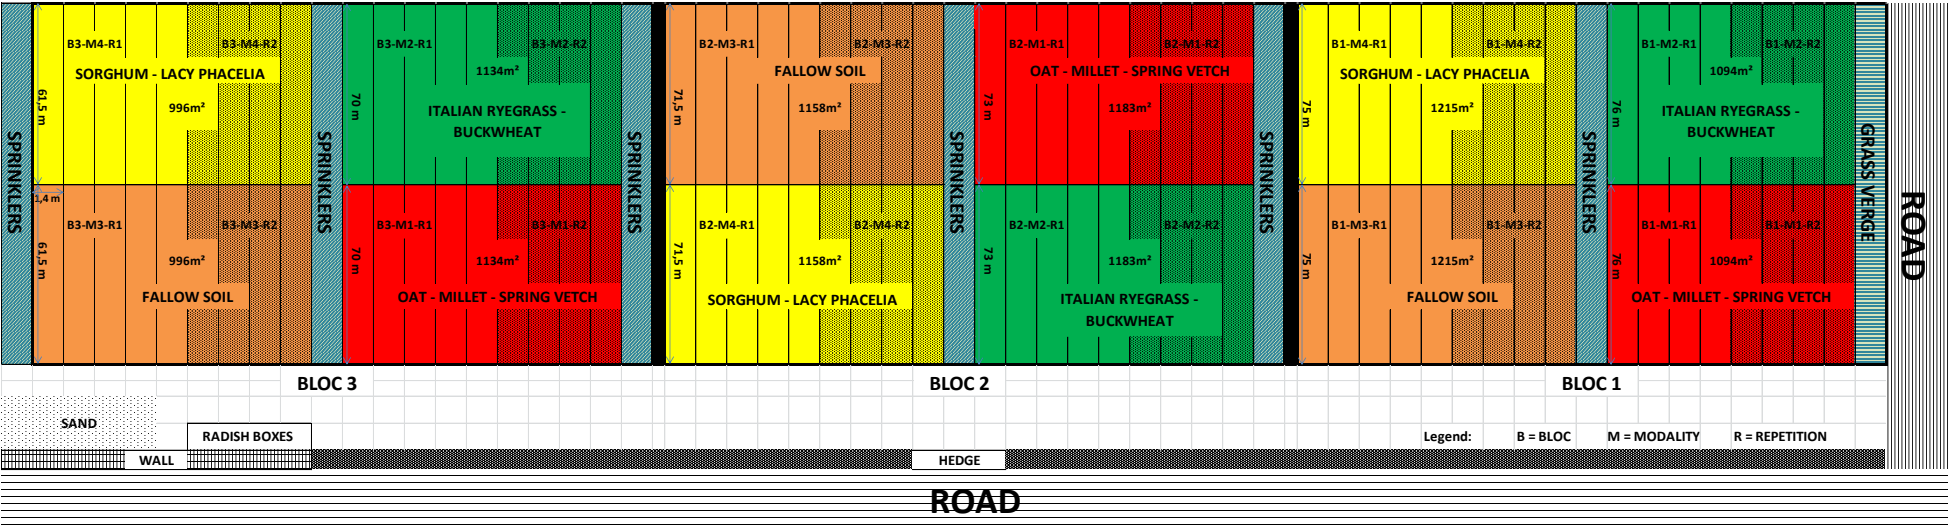 B3-M4-R1
B3-M4-R2
SORGHUM - LACY PHACELIA
61,5 m
996m²
B3-M2-R1
B3-M2-R2
1134m²
70 m
ITALIAN RYEGRASS -
BUCKWHEAT
B2-M3-R1
B2-M3-R2
FALLOW SOIL
71,5 m
1158m²
B2-M1-R1
B2-M1-R2
OAT - MILLET - SPRING VETCH
73 m
1183m²
B1-M4-R1
B1-M4-R2
SORGHUM - LACY PHACELIA
75 m
1215m²
B1-M2-R1
B1-M2-R2
1094m²
76 m
ITALIAN RYEGRASS -
BUCKWHEAT
SPRINKLERS
SPRINKLERS
SPRINKLERS
SPRINKLERS
SPRINKLERS
SPRINKLERS
GRASS VERGE
ROAD
1,4 m
B3-M3-R1
B3-M3-R2
61,5 m
996m²
FALLOW SOIL
B3-M1-R1
B3-M1-R2
70 m
1134m²
OAT - MILLET - SPRING VETCH
B2-M4-R1
B2-M4-R2
71,5 m
1158m²
SORGHUM - LACY PHACELIA
B2-M2-R1
B2-M2-R2
73 m
1183m²
ITALIAN RYEGRASS -
BUCKWHEAT
B1-M3-R1
B1-M3-R2
75 m
1215m²
FALLOW SOIL
B1-M1-R1
B1-M1-R2
76 m
1094m²
OAT - MILLET - SPRING VETCH
BLOC 3
BLOC 2
BLOC 1
SAND
RADISH BOXES
Legend: B = BLOC M = MODALITY R = REPETITION
WALL
HEDGE
ROAD